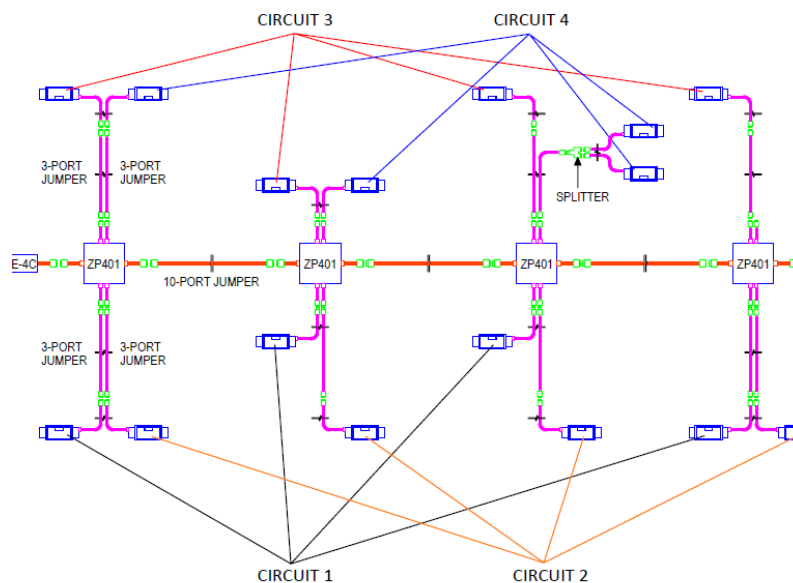 CIRCUIT 3
CIRCUIT 4
3-PORT
JUMPER
3-PORT
JUMPER
SPLITTER
E-4C
ZP401
ZP401
ZP401
ZP401
10-PORT JUMPER
3-PORT
JUMPER
3-PORT
JUMPER
CIRCUIT 1
CIRCUIT 2